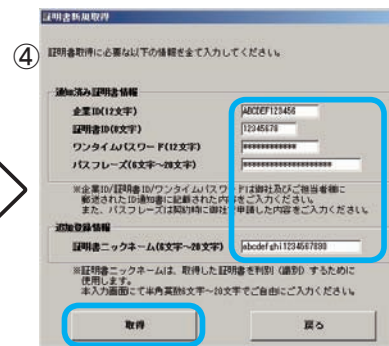 証明書新規取得
④
証明書取得に必要な以下の情報を全て入力してください。
通知済み証明書情報
企業ID(12文字) ABCDEF123456
証明書ID(8文字) 12345678
ワンタイムパスワード(12文字) ************
パスフレーズ(6文字～20文字) ********************
※企業ID/証明書ID/ワンタイムパスワードは御社及びご担当者様に
郵送されたID通知書に記載された内容をご入力ください。
また、パスフレーズは契約時に御社で申請した内容をご入力ください。
追加登録情報
証明書ニックネーム(6文字～20文字) abcdefghi1234567890
※証明書ニックネームは、取得した証明書を判別(識別)するために
使用します。
本入力画面にて半角英数6文字～20文字でご自由にご入力ください。
取得
戻る